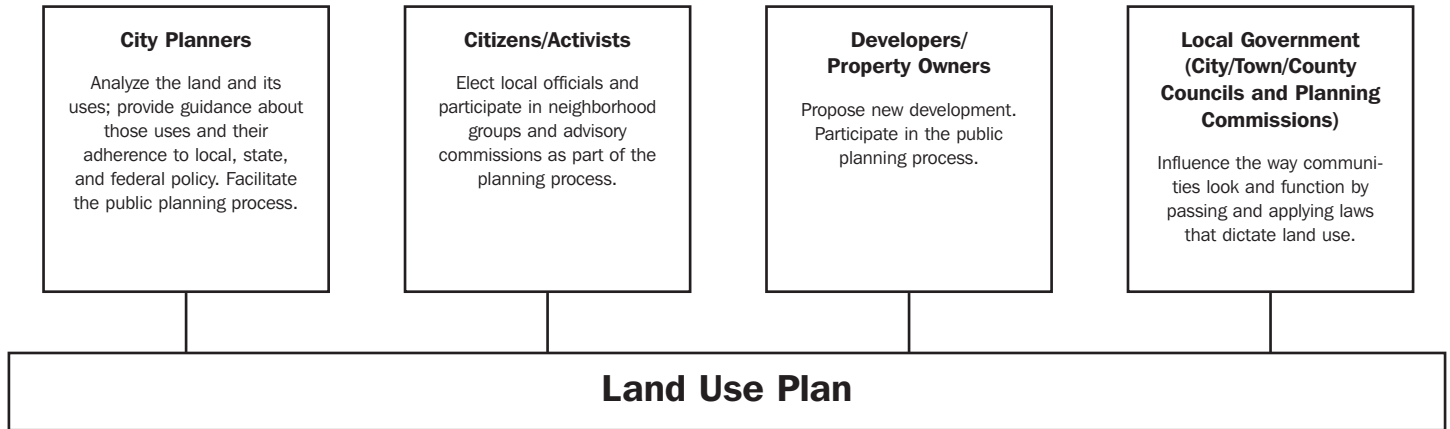 City Planners
Analyze the land and its
uses; provide guidance about
those uses and their
adherence to local, state,
and federal policy. Facilitate
the public planning process.
Citizens/Activists
Elect local officials and
participate in neighborhood
groups and advisory
commissions as part of the
planning process.
Developers/
Property Owners
Propose new development.
Participate in the public
planning process.
Local Government
(City/Town/County
Councils and Planning
Commissions)
Influence the way communi-
ties look and function by
passing and applying laws
that dictate land use.
Land Use Plan